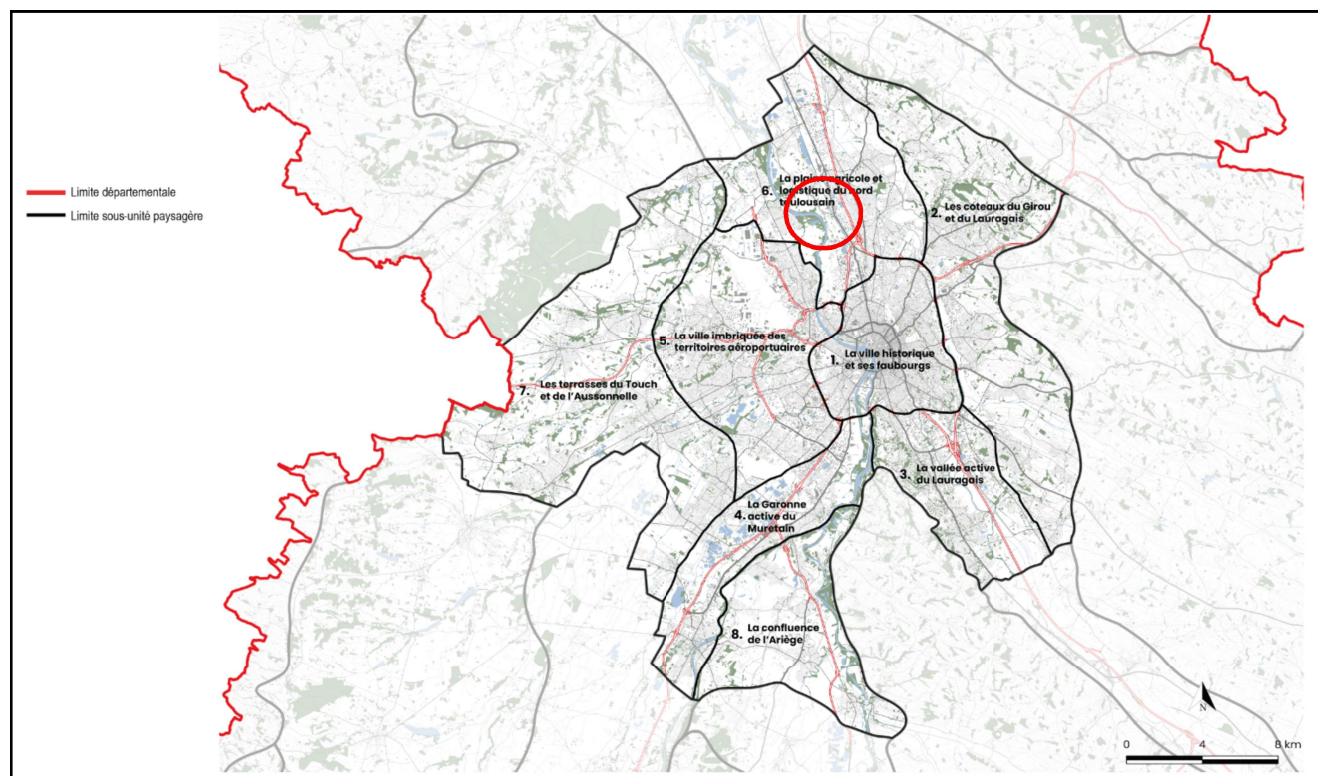 Limite départementale
Limite sous-unité paysagère
6. La plaine agricole et
logistique du nord
toulousain
2. Les coteaux du Girou
et du Lauragais
5. La ville imbriquée des
territoires aéroportuaires
1. La ville historique
et ses faubourgs
7. Les terrasses du Touch
et de l'Aussonnelle
3. La vallée active
du Lauragais
4. La Garonne
active du
Muretain
8. La confluence
de l'Ariège
N
0 4 8 km